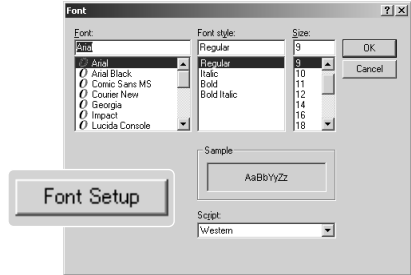 Font
Font: Font style: Size:
Arial Regular 9 OK
Arial Regular 9 Cancel
Arial Black Italic 10
Comic Sans MS Bold 11
Courier New Bold Italic 12
Georgia 14
Impact 16
Lucida Console 18
Sample
AaBbYyZz
Font Setup
Script:
Western